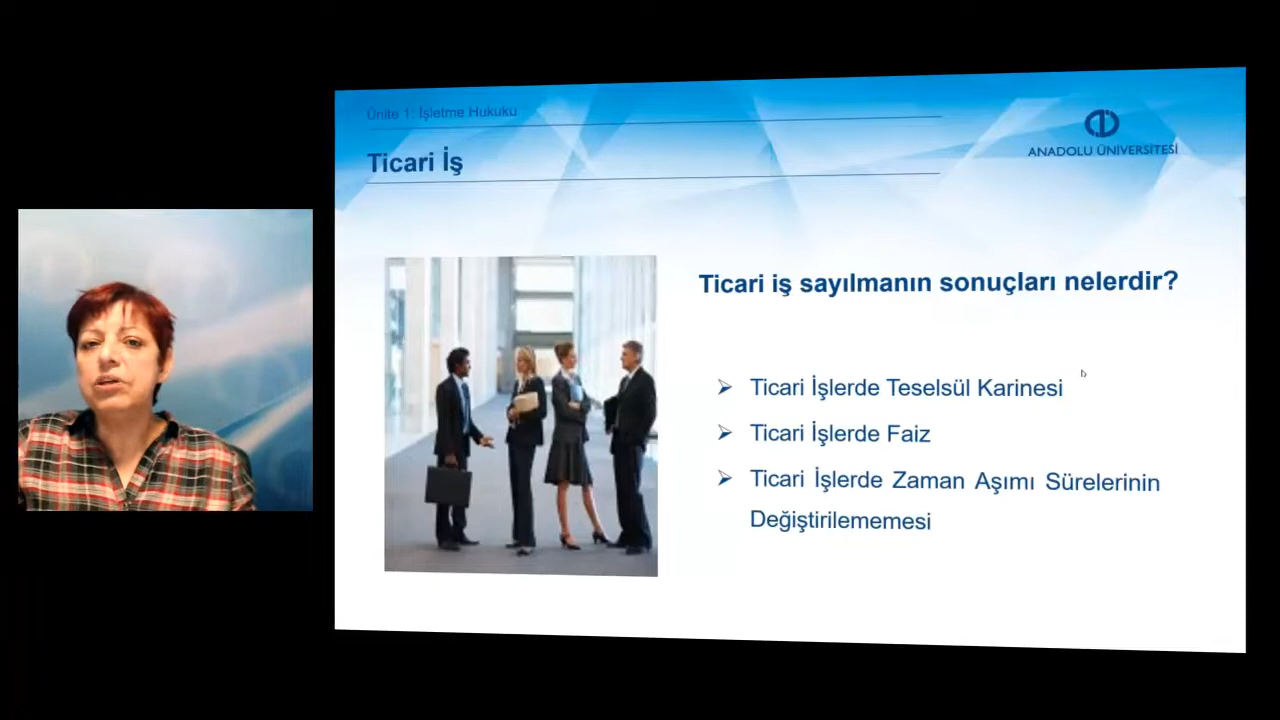 Ünite 1: İşletme Hukuku
Ticari İş
ANADOLU ÜNİVERSİTESİ
Ticari iş sayılmanın sonuçları nelerdir?
Ticari İşlerde Teselsül Karinesi
Ticari İşlerde Faiz
Ticari İşlerde Zaman Aşımı Sürelerinin
Değiştirilememesi